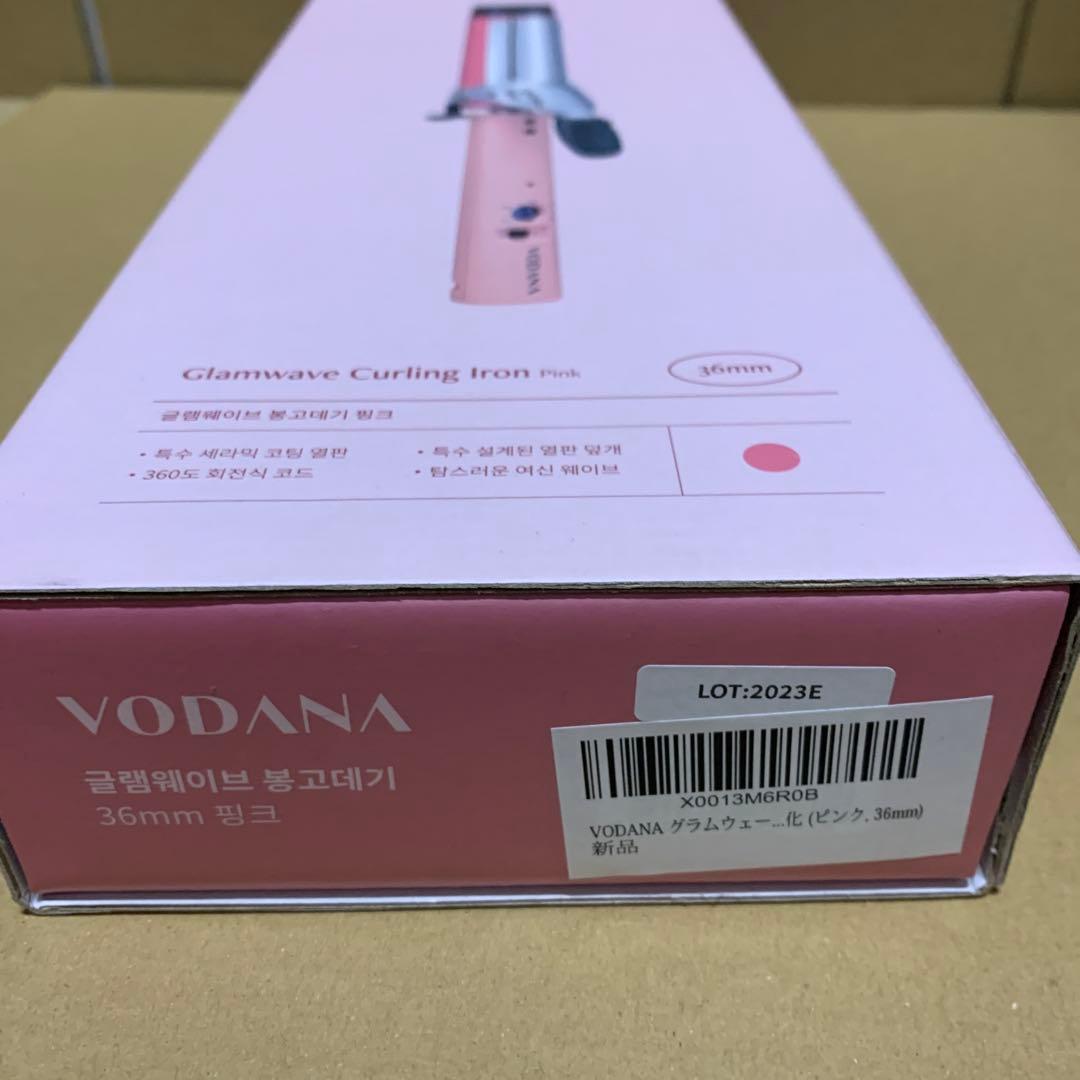 VODANA
Glamwave Curling Iron Pink
36mm
글램웨이브 봉고데기 핑크
• 특수 세라믹 코팅 열판
• 특수 설계된 열판 덮개
• 360도 회전식 코드
• 탐스러운 여신 웨이브
VODANA
글램웨이브 봉고데기
36mm 핑크
LOT:2023E
X0013M6R0B
VODANA グラムウェー...化 (ピンク, 36mm)
新品